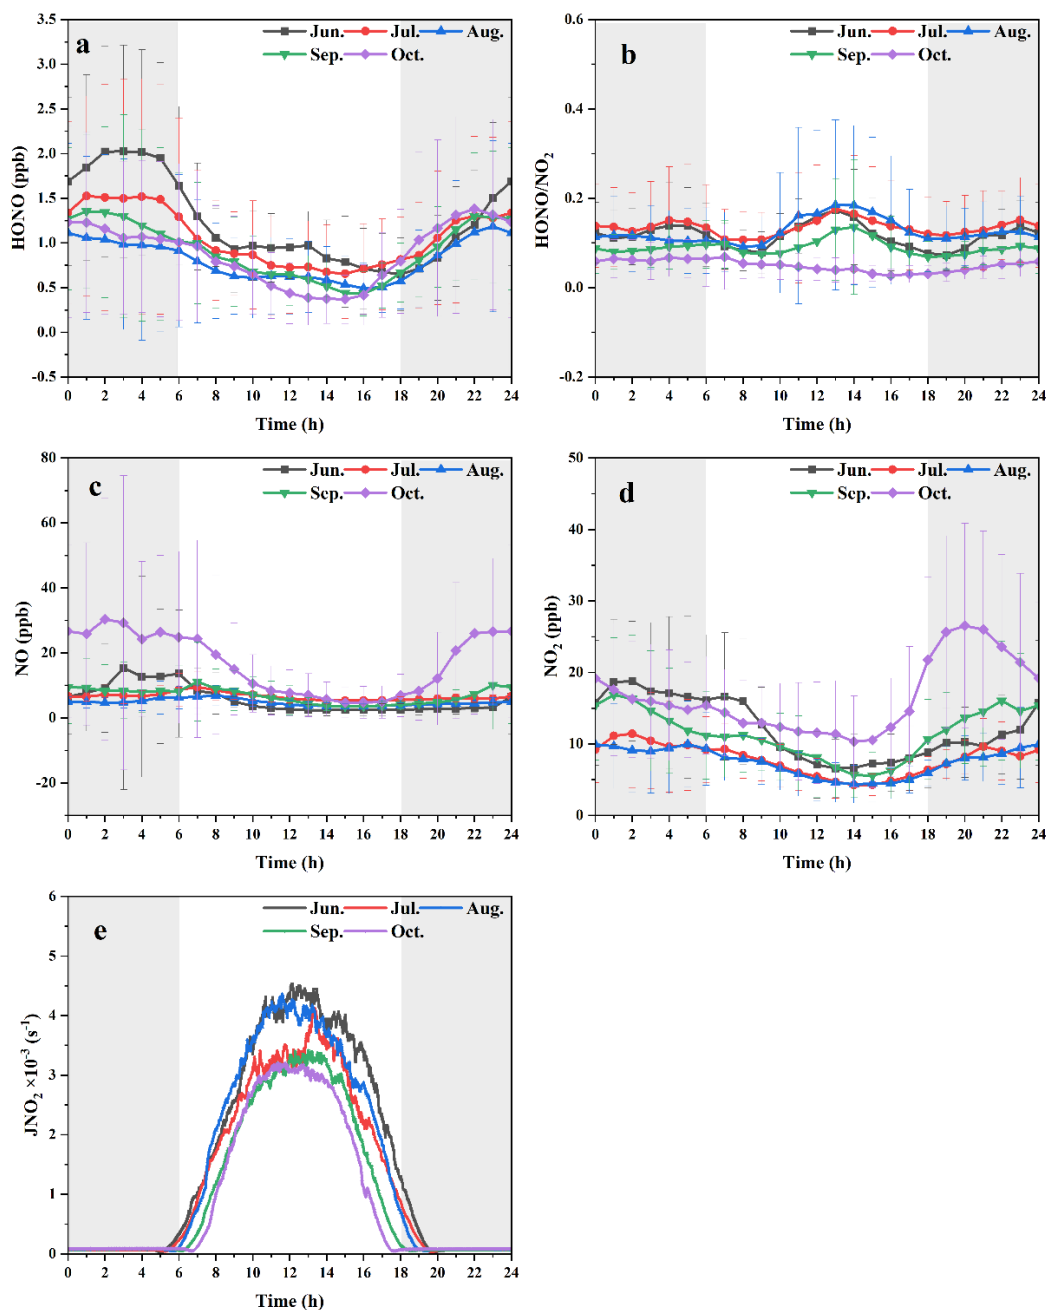 a
Jun. Jul. Aug.
Sep. Oct.
HONO (ppb)
3.5
3.0
2.5
2.0
1.5
1.0
0.5
0.0
-0.5
0 2 4 6 8 10 12 14 16 18 20 22 24
Time (h)
b
Jun. Jul. Aug.
Sep. Oct.
HONO/NO2
0.6
0.4
0.2
0.0
-0.2
0 2 4 6 8 10 12 14 16 18 20 22 24
Time (h)
c
Jun. Jul. Aug.
Sep. Oct.
NO (ppb)
80
60
40
20
0
-20
0 2 4 6 8 10 12 14 16 18 20 22 24
Time (h)
d
Jun. Jul. Aug.
Sep. Oct.
NO2 (ppb)
50
40
30
20
10
0
0 2 4 6 8 10 12 14 16 18 20 22 24
Time (h)
e
Jun. Jul. Aug.
Sep. Oct.
JNO2 ×10⁻³ (s⁻¹)
6
5
4
3
2
1
0
0 2 4 6 8 10 12 14 16 18 20 22 24
Time (h)